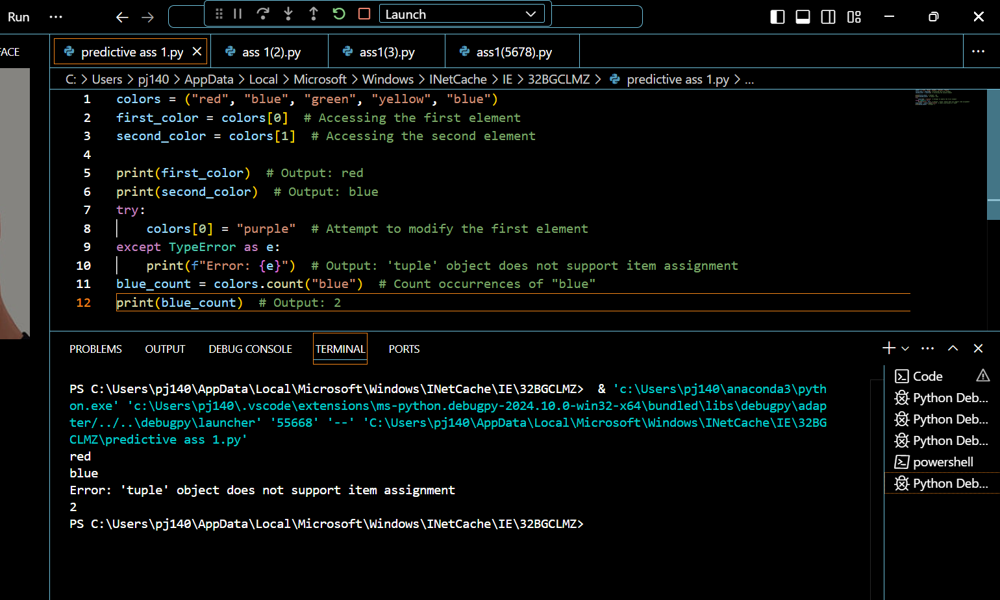 Run ...
Launch
FACE
predictive ass 1.py
ass 1(2).py
ass1(3).py
ass1(5678).py
C: > Users > pj140 > AppData > Local > Microsoft > Windows > INetCache > IE > 32BGCLMZ > predictive ass 1.py > ...
1 colors = ("red", "blue", "green", "yellow", "blue")
2 first_color = colors[0]  # Accessing the first element
3 second_color = colors[1]  # Accessing the second element
4
5 print(first_color)  # Output: red
6 print(second_color)  # Output: blue
7 try:
8     colors[0] = "purple"  # Attempt to modify the first element
9 except TypeError as e:
10     print(f"Error: {e}")  # Output: 'tuple' object does not support item assignment
11 blue_count = colors.count("blue")  # Count occurrences of "blue"
12 print(blue_count)  # Output: 2
PROBLEMS OUTPUT DEBUG CONSOLE TERMINAL PORTS
PS C:\Users\pj140\AppData\Local\Microsoft\Windows\INetCache\IE\32BGCLMZ>  & 'c:\Users\pj140\anaconda3\pyth
on.exe' 'c:\Users\pj140\.vscode\extensions\ms-python.debugpy-2024.10.0-win32-x64\bundled\libs\debugpy\adap
ter/../..\debugpy\launcher' '55668' '--' 'C:\Users\pj140\AppData\Local\Microsoft\Windows\INetCache\IE\32BG
CLMZ\predictive ass 1.py'
red
blue
Error: 'tuple' object does not support item assignment
2
PS C:\Users\pj140\AppData\Local\Microsoft\Windows\INetCache\IE\32BGCLMZ>
Code
Python Deb...
Python Deb...
Python Deb...
powershell
Python Deb...